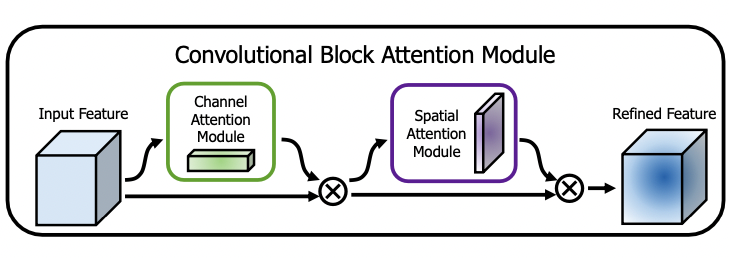 Convolutional Block Attention Module
Input Feature
Channel
Attention
Module
Spatial
Attention
Module
Refined Feature